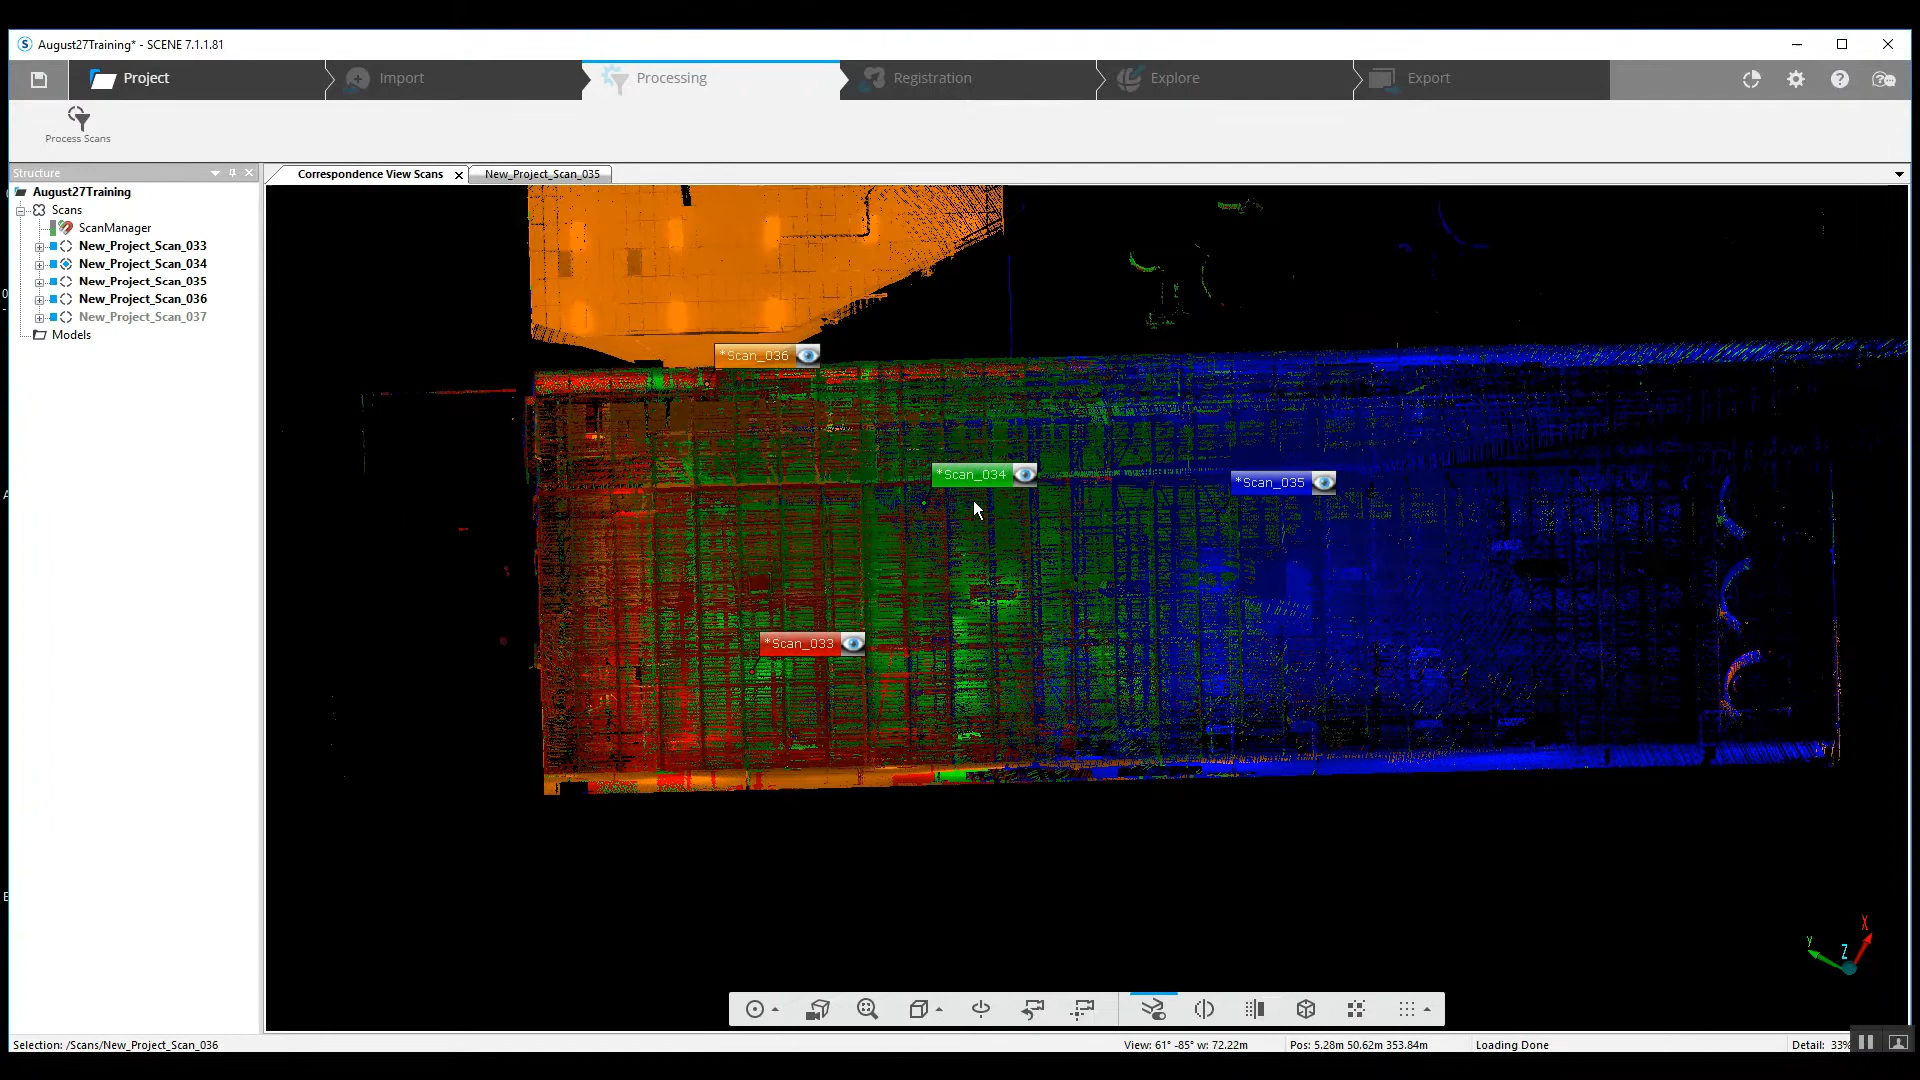 August27Training* - SCENE 7.1.1.81
Project
Import
Processing
Registration
Explore
Export
Process Scans
Structure
Correspondence View Scans
New_Project_Scan_035
August27Training
Scans
ScanManager
New_Project_Scan_033
New_Project_Scan_034
New_Project_Scan_035
New_Project_Scan_036
New_Project_Scan_037
Models
*Scan_036
*Scan_034
*Scan_035
*Scan_033
X
y
Z
Selection: /Scans/New_Project_Scan_036
View: 61° -85° w: 72.22m
Pos: 5.28m 50.62m 353.84m
Loading Done
Detail: 33%